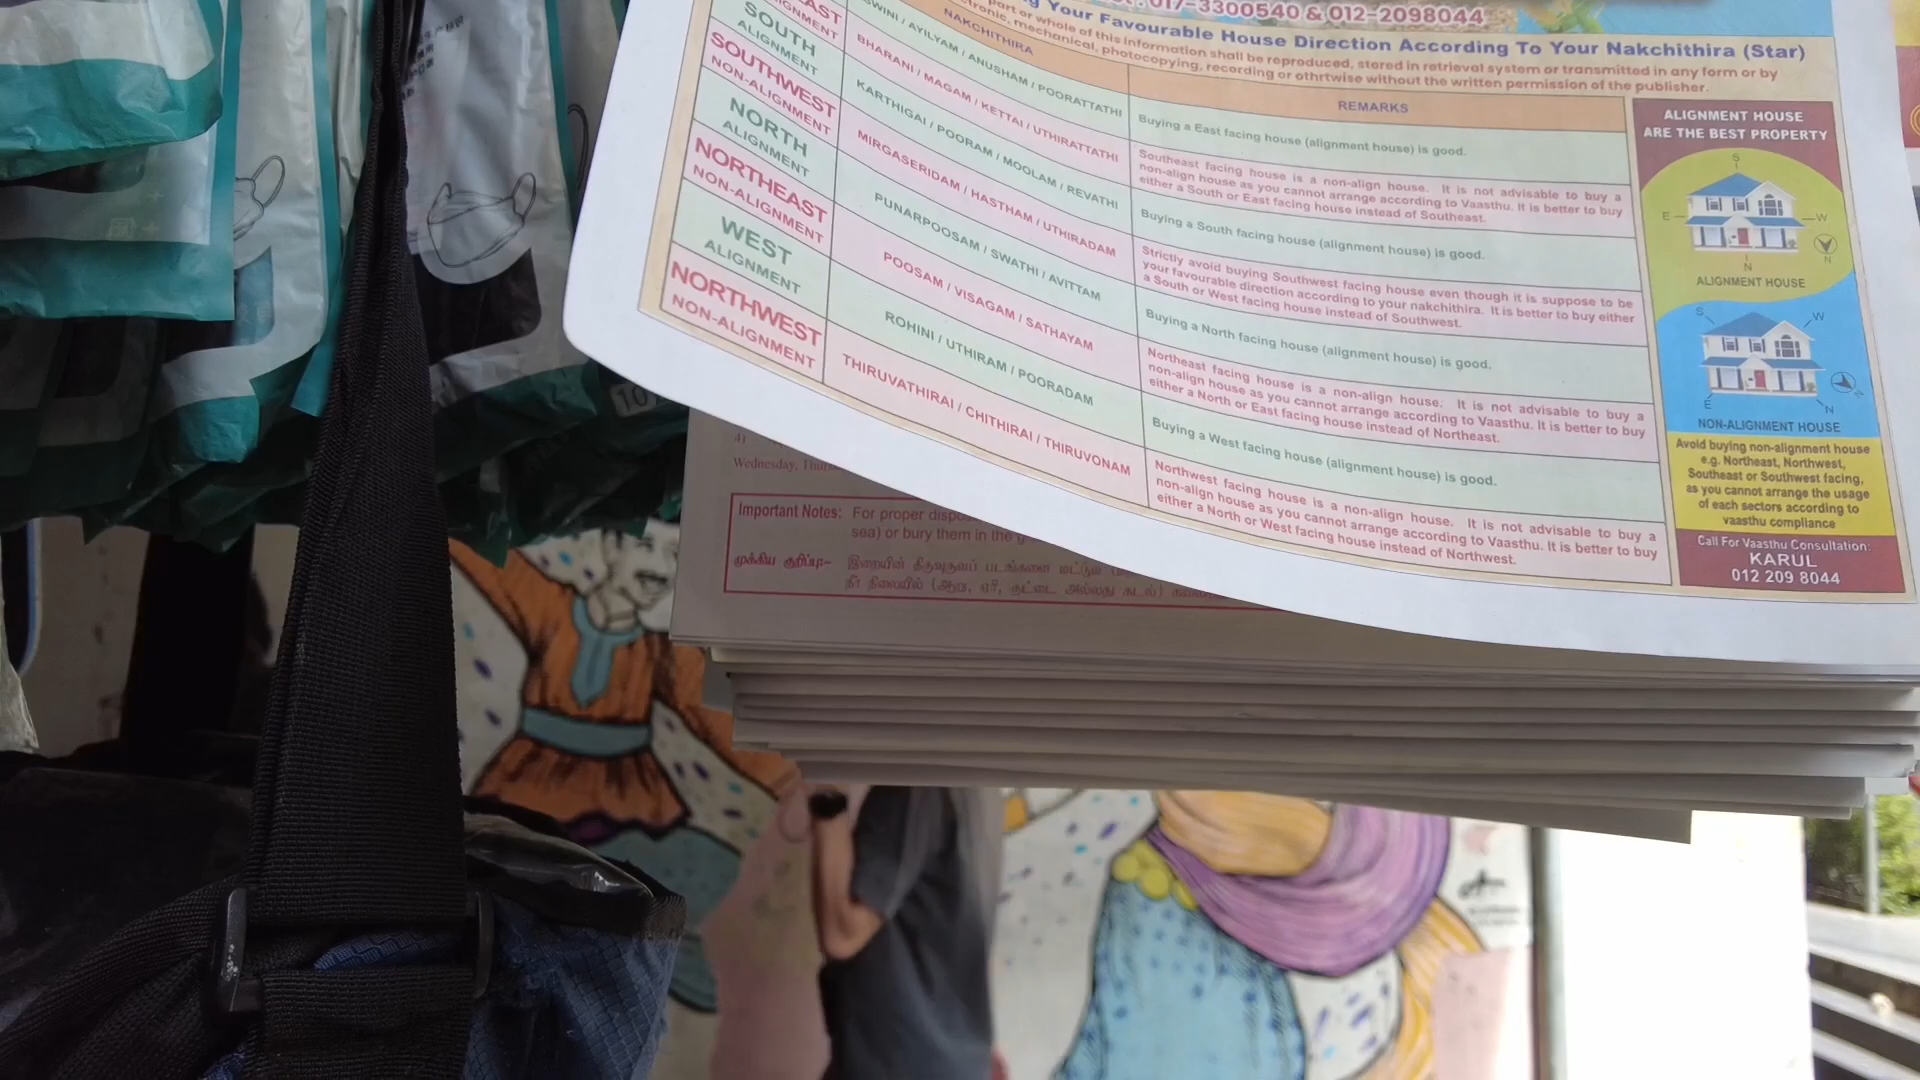 017-3300540 & 012-2098044
Your Favourable House Direction According To Your Nakchithira (Star)
part or whole of this information shall be reproduced, stored in retrieval system or transmitted in any form or by
mechanical, photocopying, recording or othrtwise without the written permission of the publisher.
NAKCHITHIRA
REMARKS
AYILYAM / ANUSHAM / POORATTATHI
Buying a East facing house (alignment house) is good.
BHARANI / MAGAM / KETTAI / UTHIRATTATHI
Southeast facing house is a non-align house. It is not advisable to buy a
non-align house as you cannot arrange according to Vaasthu. It is better to buy
either a South or East facing house instead of Southeast.
SOUTH
ALIGNMENT
KARTHIGAI / POORAM / MOOLAM / REVATHI
Buying a South facing house (alignment house) is good.
SOUTHWEST
NON-ALIGNMENT
MIRGASERIDAM / HASTHAM / UTHIRADAM
Strictly avoid buying Southwest facing house even though it is suppose to be
your favourable direction according to your nakchithira. It is better to buy either
a South or West facing house instead of Southwest.
NORTH
ALIGNMENT
PUNARPOOSAM / SWATHI / AVITTAM
Buying a North facing house (alignment house) is good.
NORTHEAST
NON-ALIGNMENT
POOSAM / VISAGAM / SATHAYAM
Northeast facing house is a non-align house. It is not advisable to buy a
non-align house as you cannot arrange according to Vaasthu. It is better to buy
either a North or East facing house instead of Northeast.
WEST
ALIGNMENT
ROHINI / UTHIRAM / POORADAM
Buying a West facing house (alignment house) is good.
NORTHWEST
NON-ALIGNMENT
THIRUVATHIRAI / CHITHIRAI / THIRUVONAM
Northwest facing house is a non-align house. It is not advisable to buy a
non-align house as you cannot arrange according to Vaasthu. It is better to buy
either a North or West facing house instead of Northwest.
ALIGNMENT HOUSE
ARE THE BEST PROPERTY
S
E
W
N
N
ALIGNMENT HOUSE
S
W
E
N
NON-ALIGNMENT HOUSE
Avoid buying non-alignment house
e.g. Northeast, Northwest,
Southeast or Southwest facing,
as you cannot arrange the usage
of each sectors according to
vaasthu compliance
Call For Vaasthu Consultation:
KARUL
012 209 8044
4)
Wednesday,
Important Notes: For proper
sea) or bury them in the
முக்கிய குறிப்பு:- இறையின் திருவுருவப் படங்களை மட்டும்
நீர் நிலையில் (ஆறு, ஏரி, குட்டை அல்லது கடல்)